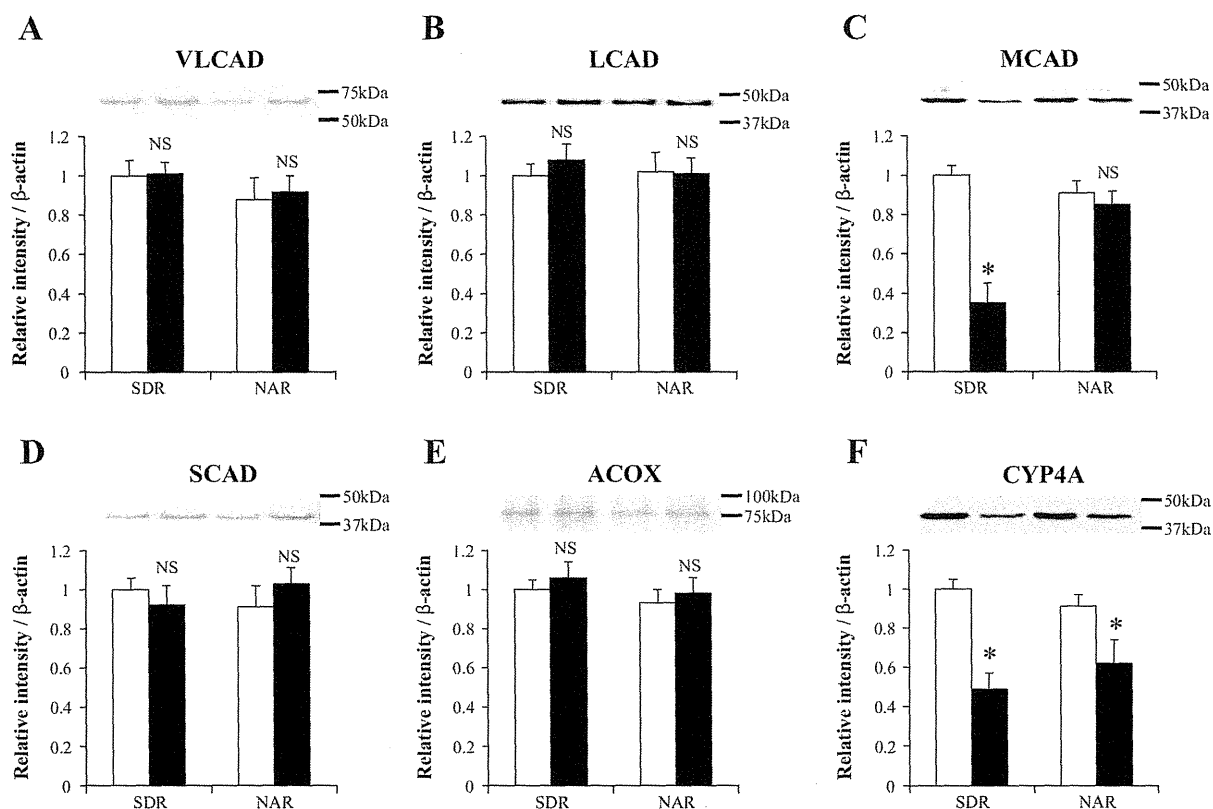 A
VLCAD
75kDa
50kDa
Relative intensity / β-actin
1.2
1
0.8
0.6
0.4
0.2
0
NS
NS
SDR
NAR
B
LCAD
50kDa
37kDa
Relative intensity / β-actin
1.2
1
0.8
0.6
0.4
0.2
0
NS
NS
SDR
NAR
C
MCAD
50kDa
37kDa
Relative intensity / β-actin
1.2
1
0.8
0.6
0.4
0.2
0
*
NS
SDR
NAR
D
SCAD
50kDa
37kDa
Relative intensity / β-actin
1.2
1
0.8
0.6
0.4
0.2
0
NS
NS
SDR
NAR
E
ACOX
100kDa
75kDa
Relative intensity / β-actin
1.2
1
0.8
0.6
0.4
0.2
0
NS
NS
SDR
NAR
F
CYP4A
50kDa
37kDa
Relative intensity / β-actin
1.2
1
0.8
0.6
0.4
0.2
0
*
*
SDR
NAR